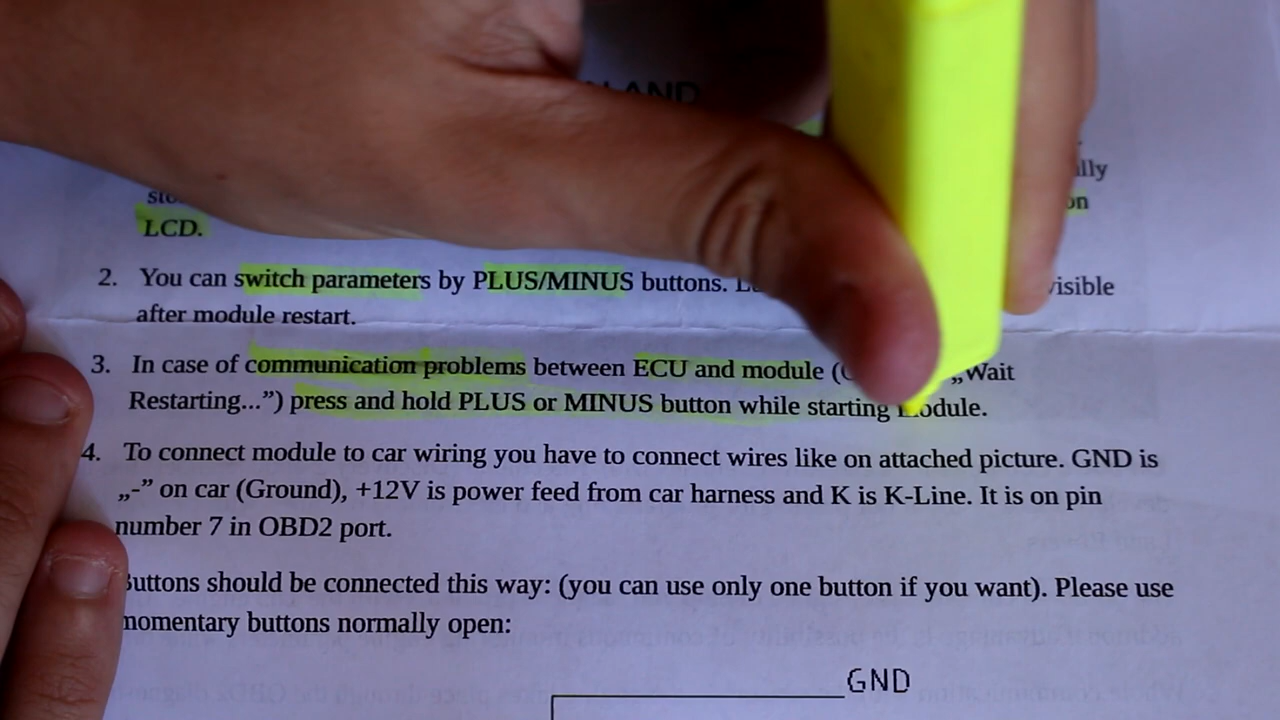 LAND
lly
on
LCD.
2. You can switch parameters by PLUS/MINUS buttons. visible
after module restart.
3. In case of communication problems between ECU and module ( „Wait
Restarting...”) press and hold PLUS or MINUS button while starting module.
4. To connect module to car wiring you have to connect wires like on attached picture. GND is
„-” on car (Ground), +12V is power feed from car harness and K is K-Line. It is on pin
number 7 in OBD2 port.
Buttons should be connected this way: (you can use only one button if you want). Please use
momentary buttons normally open:
GND